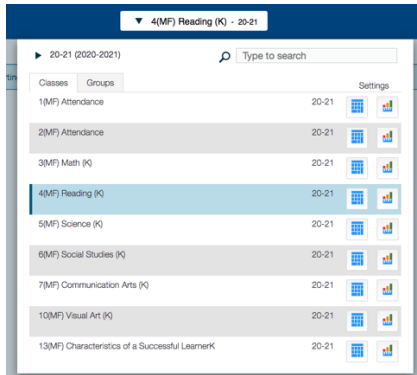 ▼ 4(MF) Reading (K) - 20-21
▶ 20-21 (2020-2021) Type to search
Classes Groups Settings
1(MF) Attendance 20-21
2(MF) Attendance 20-21
3(MF) Math (K) 20-21
4(MF) Reading (K) 20-21
5(MF) Science (K) 20-21
6(MF) Social Studies (K) 20-21
7(MF) Communication Arts (K) 20-21
10(MF) Visual Art (K) 20-21
13(MF) Characteristics of a Successful LearnerK 20-21